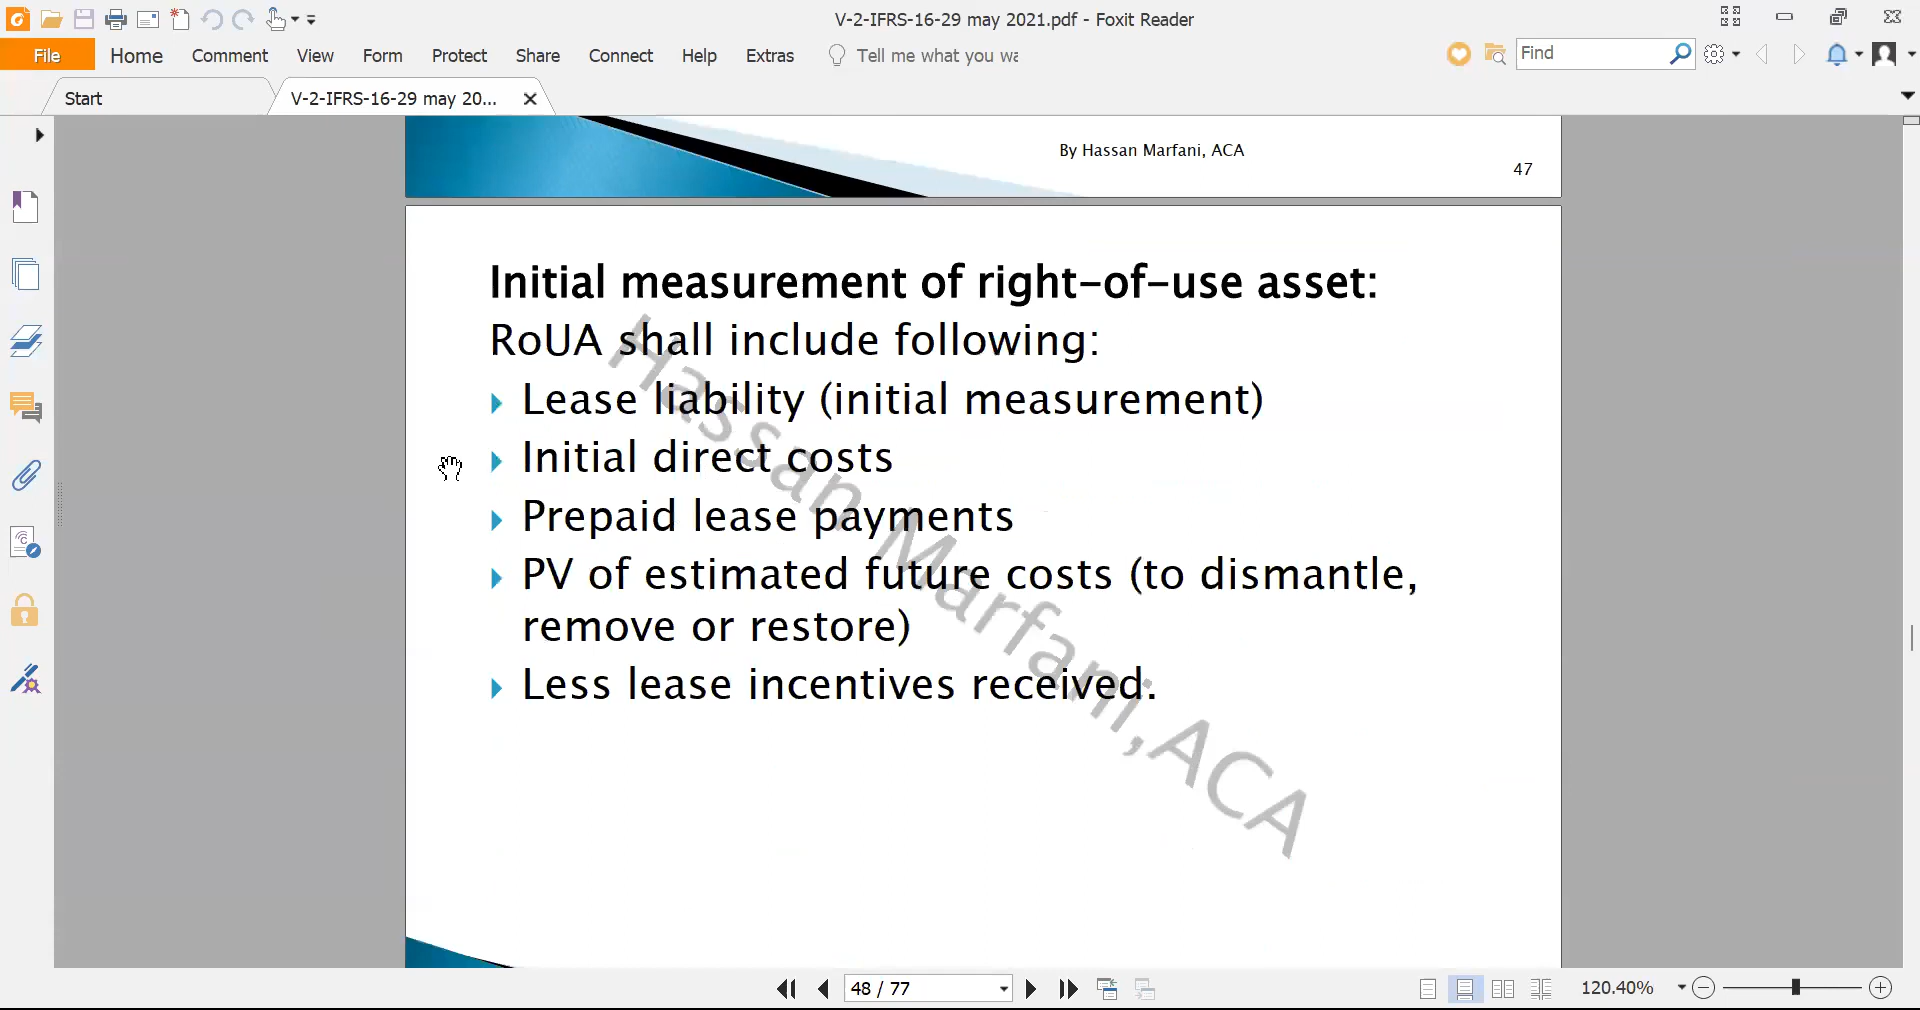 V-2-IFRS-16-29 may 2021.pdf - Foxit Reader
File Home Comment View Form Protect Share Connect Help Extras Tell me what you wa Find
Start V-2-IFRS-16-29 may 20...
By Hassan Marfani, ACA
47
Initial measurement of right-of-use asset:
RoUA shall include following:
Lease liability (initial measurement)
Initial direct costs
Prepaid lease payments
PV of estimated future costs (to dismantle,
remove or restore)
Less lease incentives received.
Hassan Marfani,ACA
48 / 77 120.40%